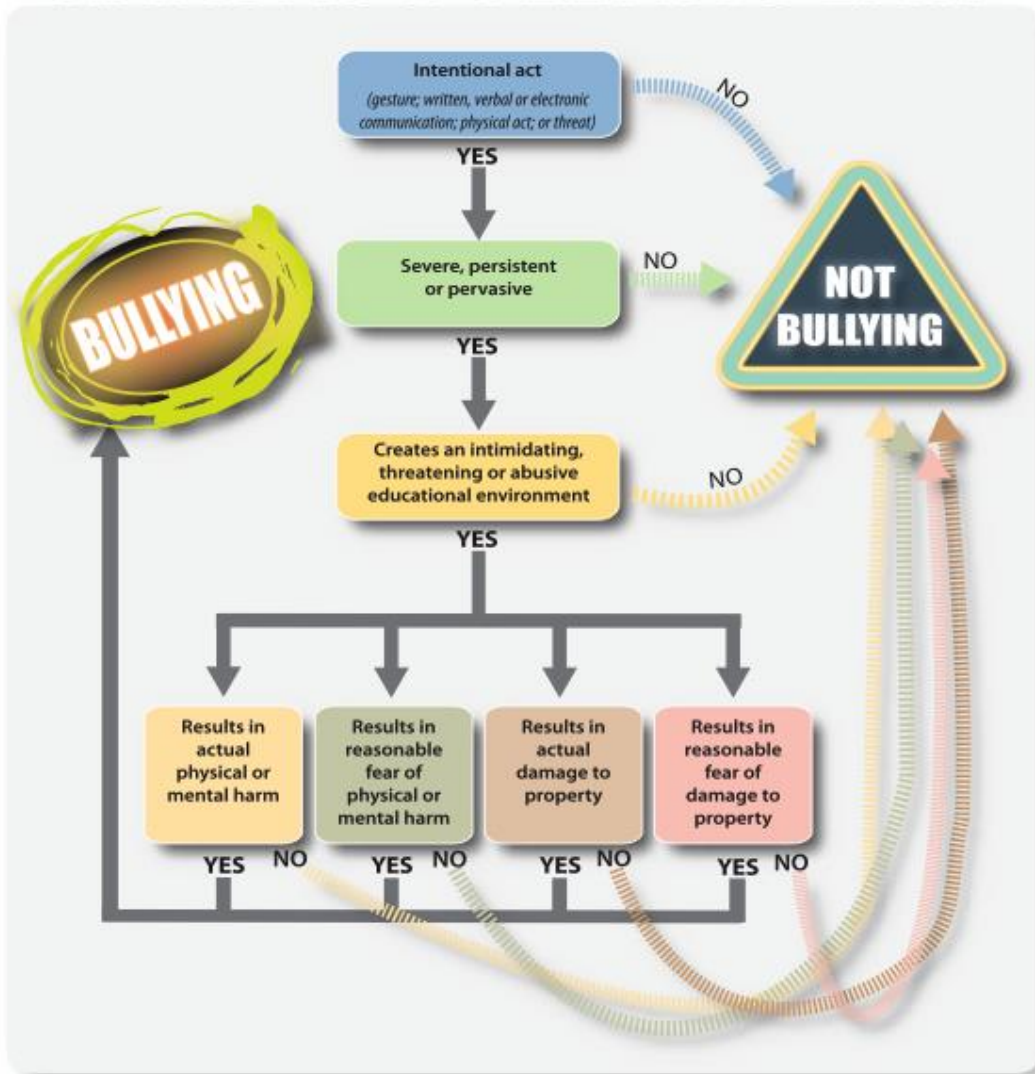 Intentional act
(gesture; written, verbal or electronic
communication; physical act; or threat)
NO
YES
BULLYING
Severe, persistent
or pervasive
NO
NOT
BULLYING
YES
Creates an intimidating,
threatening or abusive
educational environment
NO
YES
Results in
actual
physical or
mental harm
Results in
reasonable
fear of
physical or
mental harm
Results in
actual
damage to
property
Results in
reasonable
fear of
damage to
property
YES NO
YES NO
YES NO
YES NO